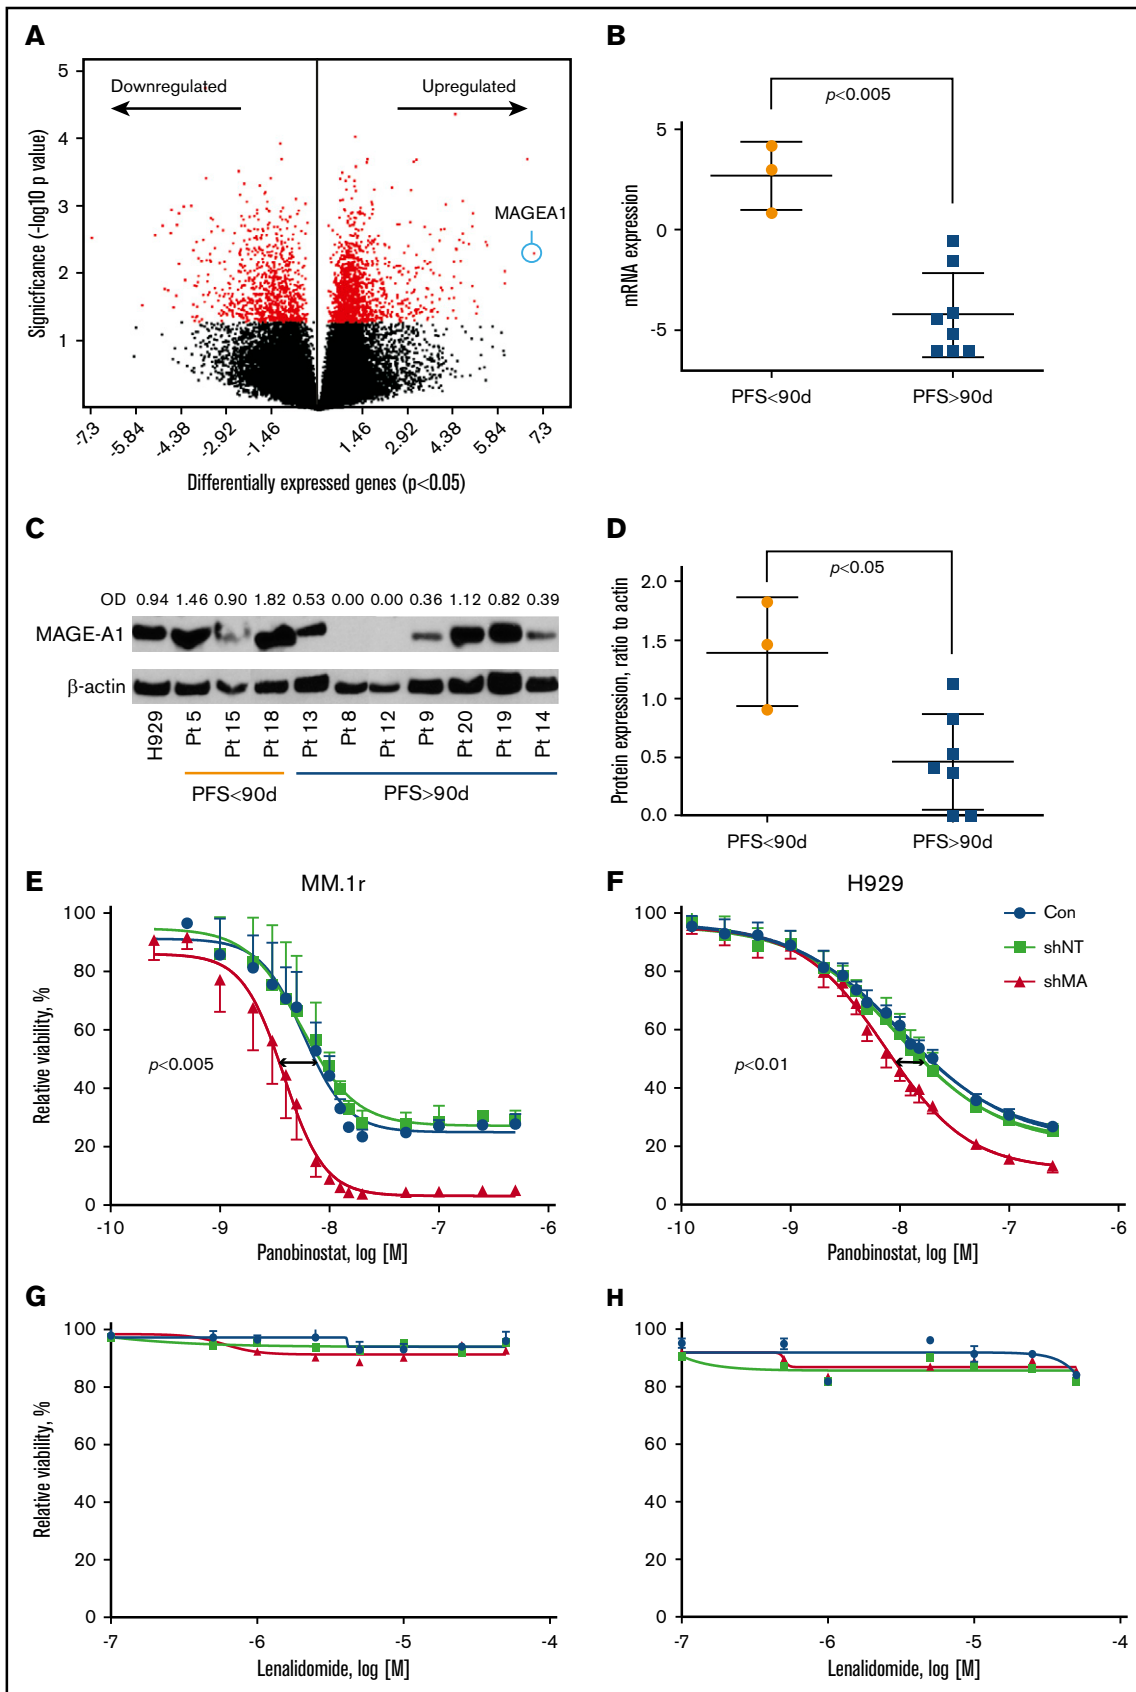 A
5
4
3
2
1
Signicficance (-log10 p value)
Downregulated
Upregulated
MAGEA1
-7.3
-5.84
-4.38
-2.92
-1.46
1.46
2.92
4.38
5.84
7.3
Differentially expressed genes (p<0.05)
B
p<0.005
5
0
-5
mRNA expression
PFS<90d
PFS>90d
C
OD 0.94 1.46 0.90 1.82 0.53 0.00 0.00 0.36 1.12 0.82 0.39
MAGE-A1
β-actin
H929
Pt 5
Pt 15
Pt 18
Pt 13
Pt 8
Pt 12
Pt 9
Pt 20
Pt 19
Pt 14
PFS<90d
PFS>90d
D
p<0.05
2.0
1.5
1.0
0.5
0.0
Protein expression, ratio to actin
PFS<90d
PFS>90d
E
MM.1r
100
80
60
40
20
0
Relative viability, %
p<0.005
-10
-9
-8
-7
-6
Panobinostat, log [M]
F
H929
100
80
60
40
20
0
p<0.01
Con
shNT
shMA
-10
-9
-8
-7
-6
Panobinostat, log [M]
G
100
80
60
40
20
0
Relative viability, %
-7
-6
-5
-4
Lenalidomide, log [M]
H
100
80
60
40
20
0
-7
-6
-5
-4
Lenalidomide, log [M]